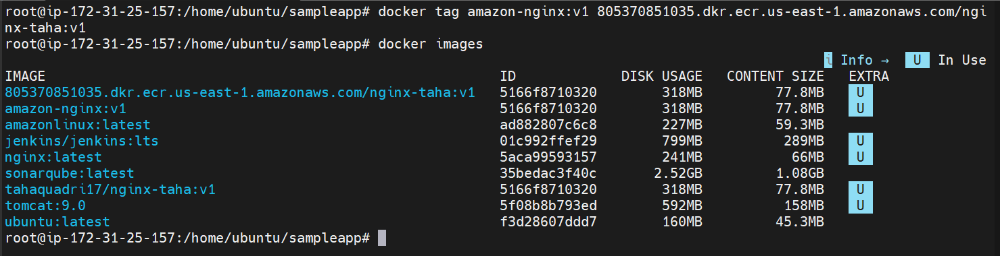 root@ip-172-31-25-157:/home/ubuntu/sampleapp# docker tag amazon-nginx:v1 805370851035.dkr.ecr.us-east-1.amazonaws.com/ngi
nx-taha:v1
root@ip-172-31-25-157:/home/ubuntu/sampleapp# docker images
i Info → U In Use
IMAGE ID DISK USAGE CONTENT SIZE EXTRA
805370851035.dkr.ecr.us-east-1.amazonaws.com/nginx-taha:v1 5166f8710320 318MB 77.8MB U
amazon-nginx:v1 5166f8710320 318MB 77.8MB U
amazonlinux:latest ad882807c6c8 227MB 59.3MB
jenkins/jenkins:lts 01c992ffef29 799MB 289MB U
nginx:latest 5aca99593157 241MB 66MB U
sonarqube:latest 35bedac3f40c 2.52GB 1.08GB
tahaquadri17/nginx-taha:v1 5166f8710320 318MB 77.8MB U
tomcat:9.0 5f08b8b793ed 592MB 158MB U
ubuntu:latest f3d28607ddd7 160MB 45.3MB
root@ip-172-31-25-157:/home/ubuntu/sampleapp#